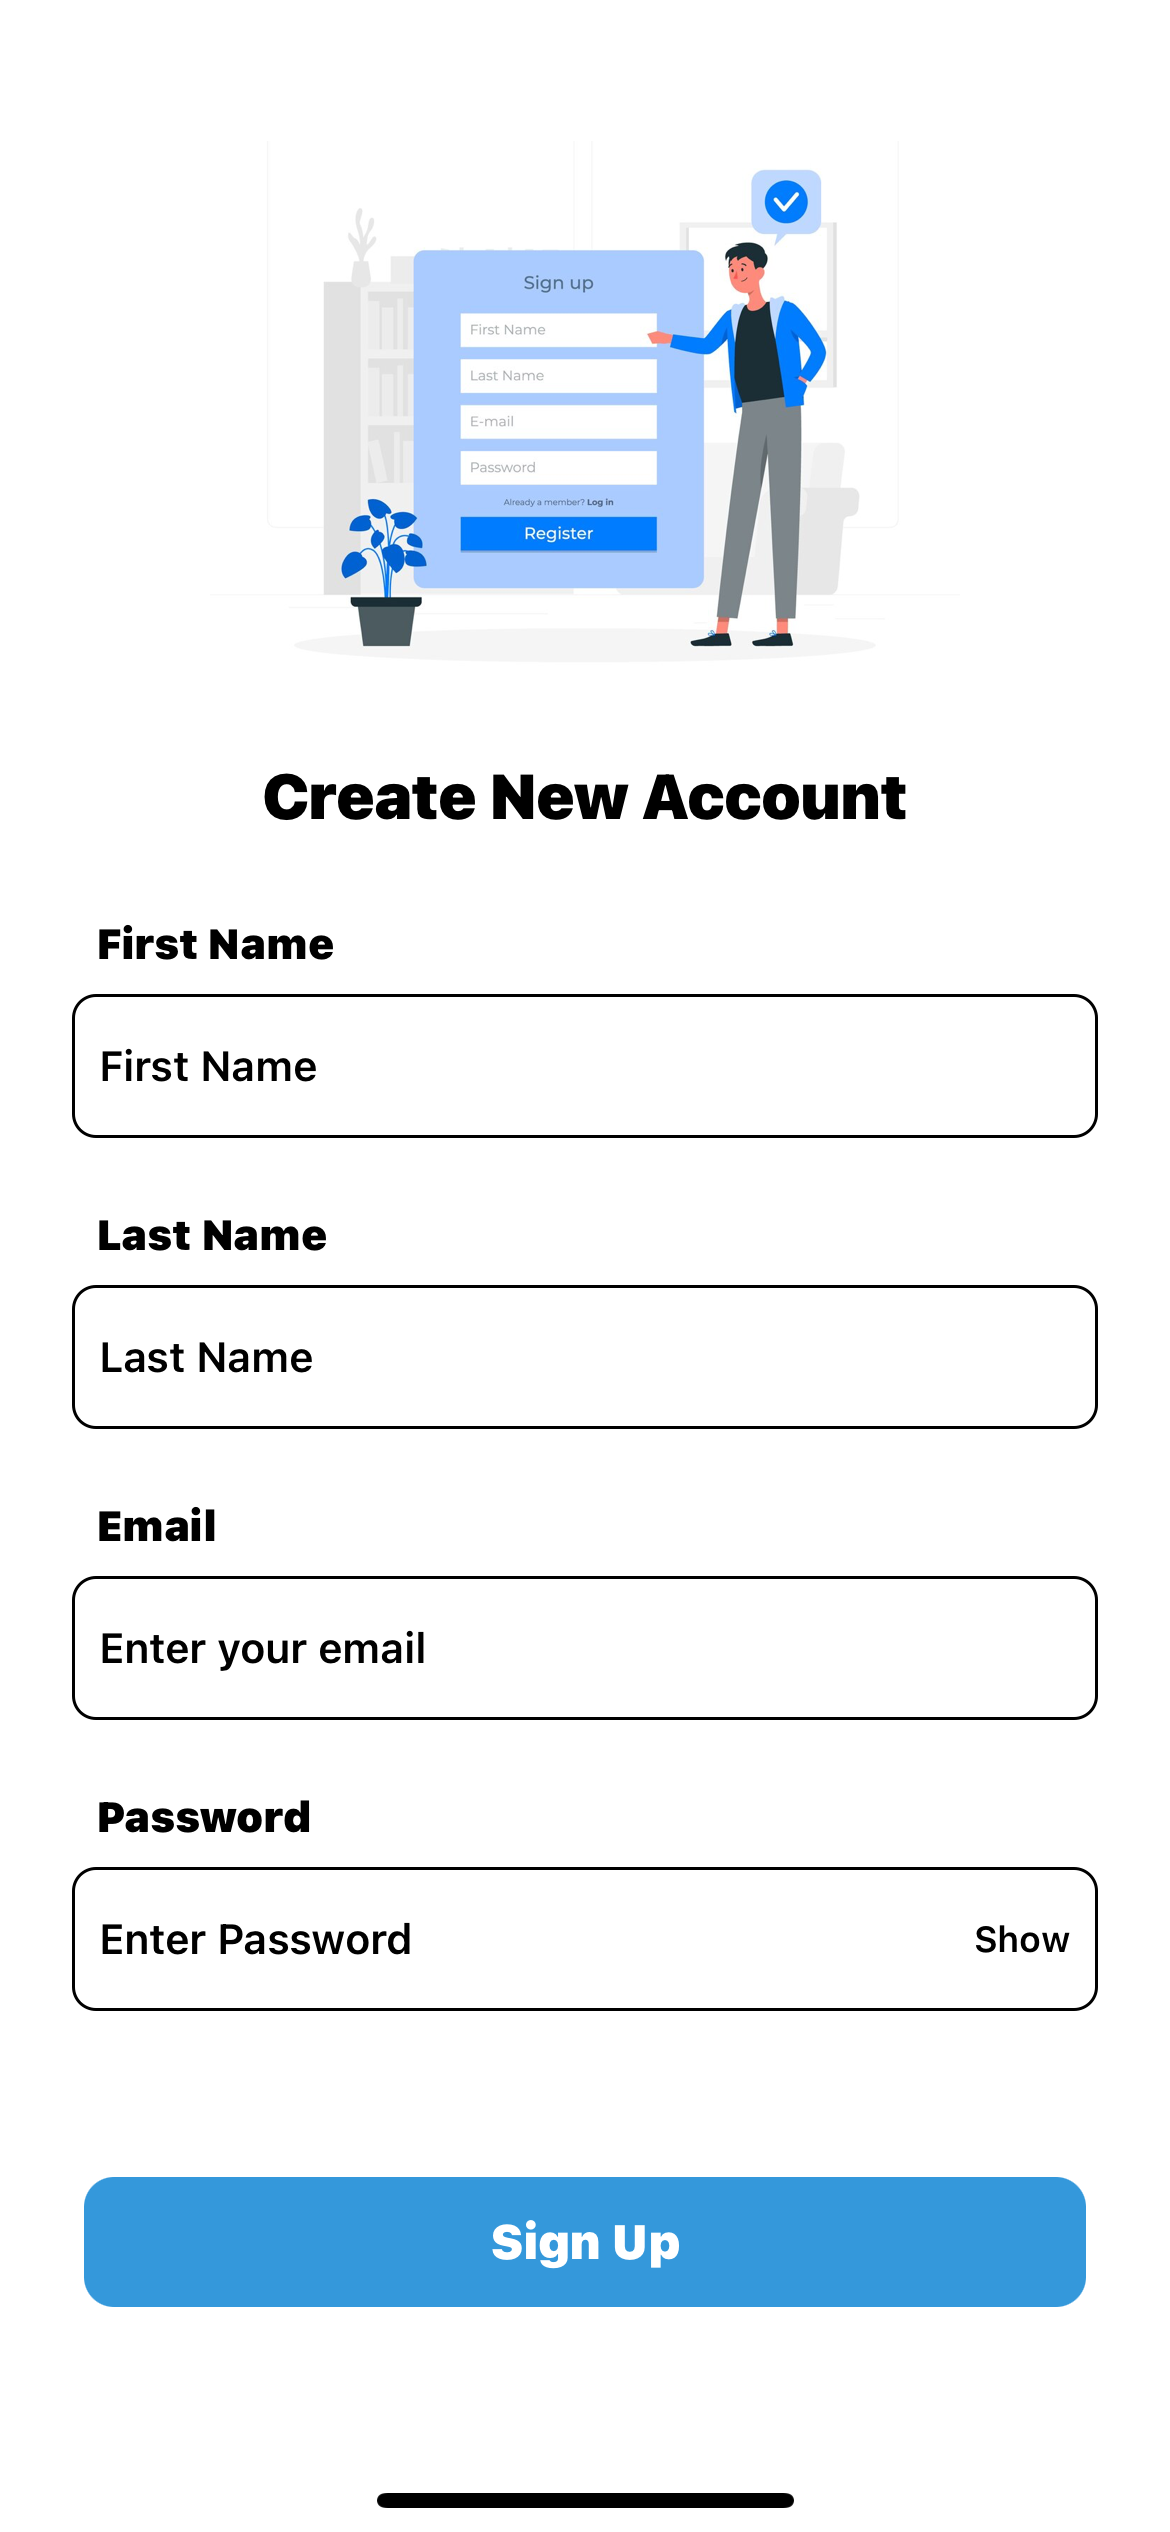 Sign up
First Name
Last Name
E-mail
Password
Already a member? Log in
Register
Create New Account
First Name
First Name
Last Name
Last Name
Email
Enter your email
Password
Enter Password Show
Sign Up